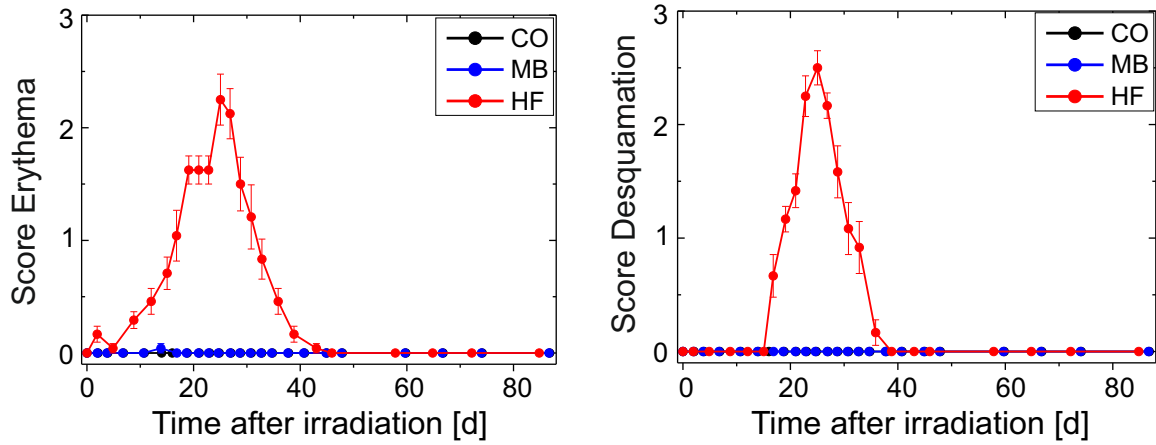 3
2
1
0
Score Erythema
CO
MB
HF
0 20 40 60 80
Time after irradiation [d]
3
2
1
0
Score Desquamation
CO
MB
HF
0 20 40 60 80
Time after irradiation [d]